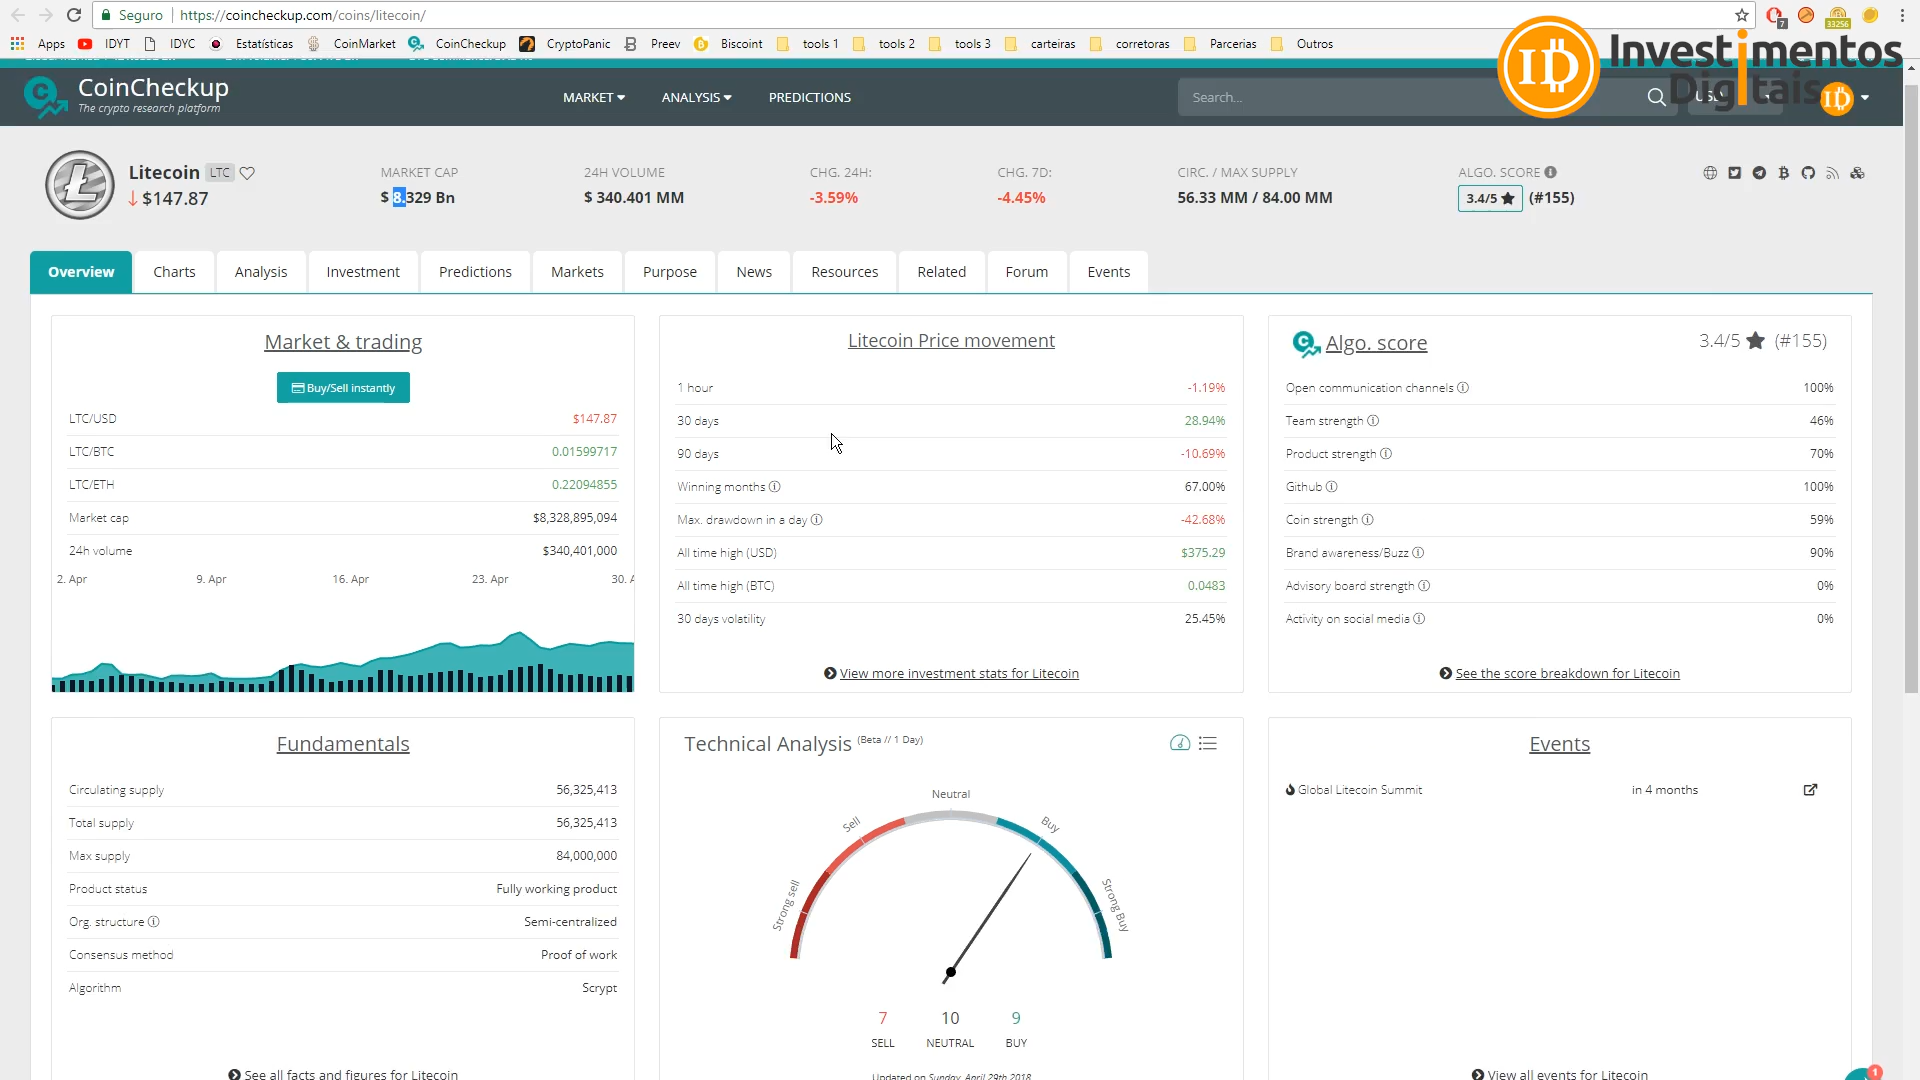 Seguro https://coincheckup.com/coins/litecoin/
7
33256
Apps IDYT IDYC Estatísticas CoinMarket CoinCheckup CryptoPanic Preev Biscoint tools 1 tools 2 tools 3 carteiras corretoras Parcerias Outros
Investimentos
Digitais
CoinCheckup
The crypto research platform
MARKET ANALYSIS PREDICTIONS
Search...
USD
Litecoin LTC
$147.87
MARKET CAP
$ 8.329 Bn
24H VOLUME
$ 340.401 MM
CHG. 24H:
-3.59%
CHG. 7D:
-4.45%
CIRC. / MAX SUPPLY
56.33 MM / 84.00 MM
ALGO. SCORE
3.4/5 (#155)
Overview Charts Analysis Investment Predictions Markets Purpose News Resources Related Forum Events
Market & trading
Buy/Sell instantly
LTC/USD $147.87
LTC/BTC 0.01599717
LTC/ETH 0.22094855
Market cap $8,328,895,094
24h volume $340,401,000
2. Apr 9. Apr 16. Apr 23. Apr 30. A
Litecoin Price movement
1 hour -1.19%
30 days 28.94%
90 days -10.69%
Winning months 67.00%
Max. drawdown in a day -42.68%
All time high (USD) $375.29
All time high (BTC) 0.0483
30 days volatility 25.45%
View more investment stats for Litecoin
Algo. score 3.4/5 (#155)
Open communication channels 100%
Team strength 46%
Product strength 70%
Github 100%
Coin strength 59%
Brand awareness/Buzz 90%
Advisory board strength 0%
Activity on social media 0%
See the score breakdown for Litecoin
Fundamentals
Circulating supply 56,325,413
Total supply 56,325,413
Max supply 84,000,000
Product status Fully working product
Org. structure Semi-centralized
Consensus method Proof of work
Algorithm Scrypt
See all facts and figures for Litecoin
Technical Analysis (Beta // 1 Day)
Neutral
Sell Buy
Strong sell Strong Buy
7 10 9
SELL NEUTRAL BUY
Updated on Sunday, April 29th 2018
Events
Global Litecoin Summit in 4 months
View all events for Litecoin
1